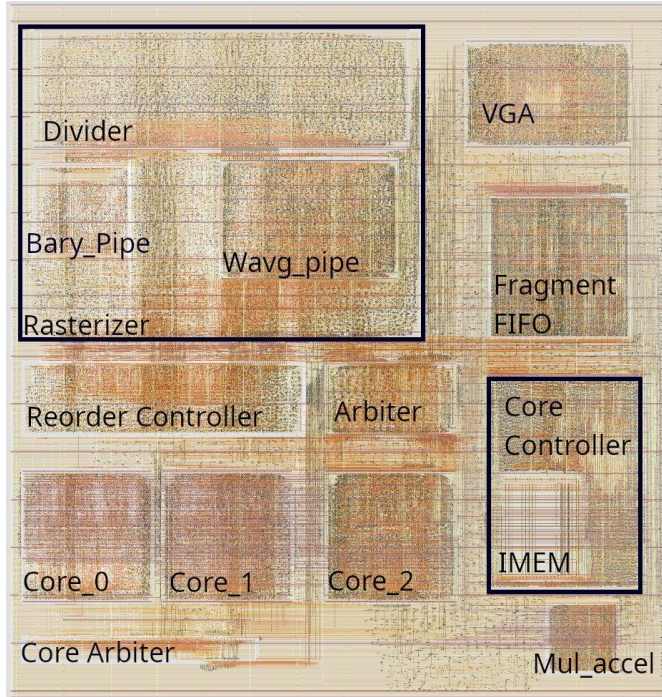 Divider
VGA
Bary_Pipe
Wavg_pipe
Fragment
FIFO
Rasterizer
Reorder Controller
Arbiter
Core
Controller
IMEM
Core_0
Core_1
Core_2
Core Arbiter
Mul_accel